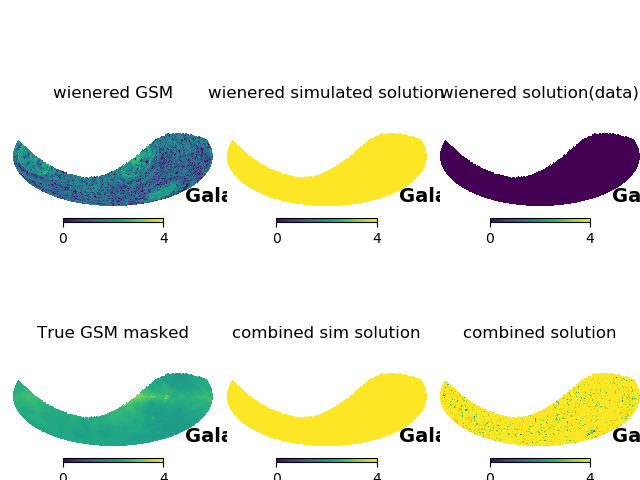 wienered GSM
wienered simulated solution
wienered solution(data)
Gala
Gala
Ga
0 4
0 4
0 4
True GSM masked
combined sim solution
combined solution
Gala
Gala
Ga
0 4
0 4
0 4